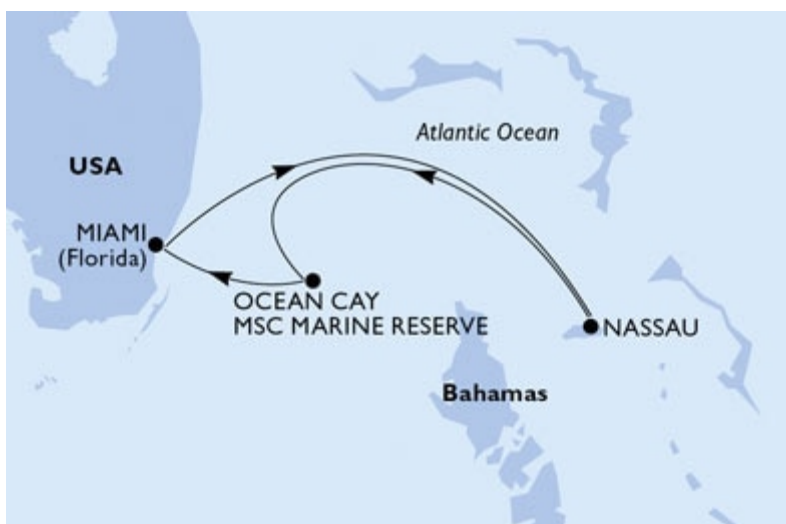 Atlantic Ocean
USA
MIAMI
(Florida)
OCEAN CAY
MSC MARINE RESERVE
NASSAU
Bahamas